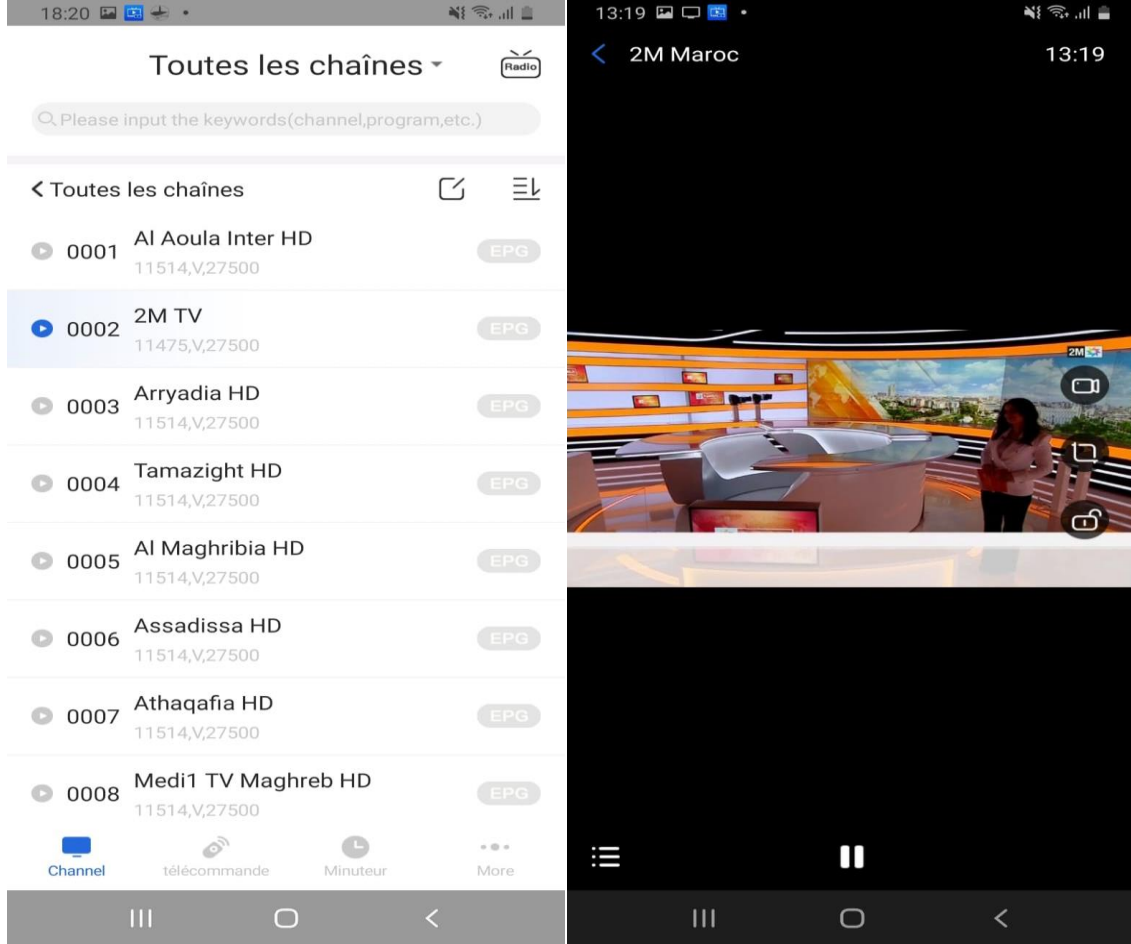 18:20
Toutes les chaînes
Radio
Please input the keywords(channel,program,etc.)
Toutes les chaînes
0001 Al Aoula Inter HD EPG
11514,V,27500
0002 2M TV EPG
11475,V,27500
0003 Arryadia HD EPG
11514,V,27500
0004 Tamazight HD EPG
11514,V,27500
0005 Al Maghribia HD EPG
11514,V,27500
0006 Assadissa HD EPG
11514,V,27500
0007 Athaqafia HD EPG
11514,V,27500
0008 Medi1 TV Maghreb HD EPG
11514,V,27500
Channel télécommande Minuteur More
13:19
2M Maroc 13:19
2M